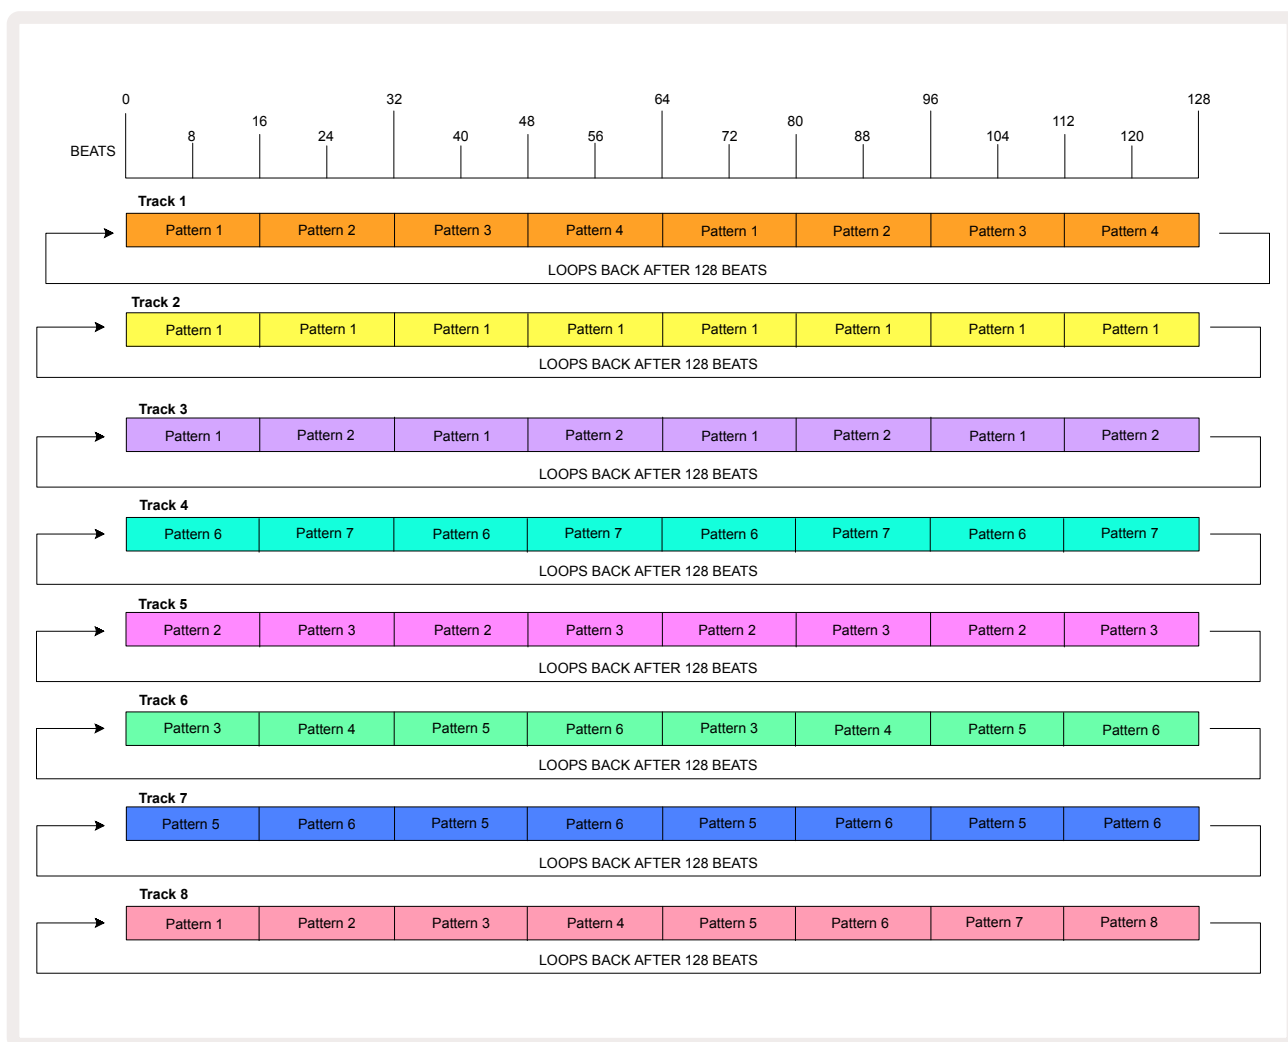 0 32 64 96 128
16 48 80 112
8 24 40 56 72 88 104 120
BEATS
Track 1
Pattern 1 Pattern 2 Pattern 3 Pattern 4 Pattern 1 Pattern 2 Pattern 3 Pattern 4
LOOPS BACK AFTER 128 BEATS
Track 2
Pattern 1 Pattern 1 Pattern 1 Pattern 1 Pattern 1 Pattern 1 Pattern 1 Pattern 1
LOOPS BACK AFTER 128 BEATS
Track 3
Pattern 1 Pattern 2 Pattern 1 Pattern 2 Pattern 1 Pattern 2 Pattern 1 Pattern 2
LOOPS BACK AFTER 128 BEATS
Track 4
Pattern 6 Pattern 7 Pattern 6 Pattern 7 Pattern 6 Pattern 7 Pattern 6 Pattern 7
LOOPS BACK AFTER 128 BEATS
Track 5
Pattern 2 Pattern 3 Pattern 2 Pattern 3 Pattern 2 Pattern 3 Pattern 2 Pattern 3
LOOPS BACK AFTER 128 BEATS
Track 6
Pattern 3 Pattern 4 Pattern 5 Pattern 6 Pattern 3 Pattern 4 Pattern 5 Pattern 6
LOOPS BACK AFTER 128 BEATS
Track 7
Pattern 5 Pattern 6 Pattern 5 Pattern 6 Pattern 5 Pattern 6 Pattern 5 Pattern 6
LOOPS BACK AFTER 128 BEATS
Track 8
Pattern 1 Pattern 2 Pattern 3 Pattern 4 Pattern 5 Pattern 6 Pattern 7 Pattern 8
LOOPS BACK AFTER 128 BEATS